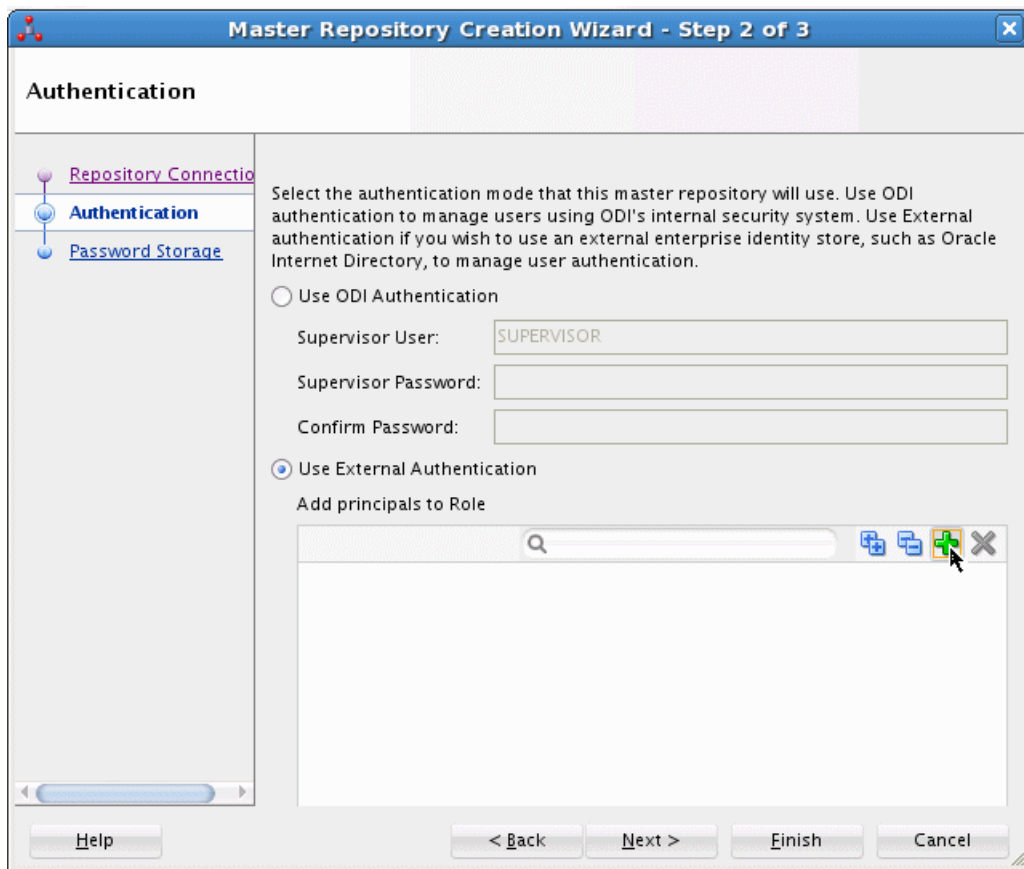 Master Repository Creation Wizard - Step 2 of 3
Authentication
Repository Connectio
Authentication
Password Storage
Select the authentication mode that this master repository will use. Use ODI
authentication to manage users using ODI's internal security system. Use External
authentication if you wish to use an external enterprise identity store, such as Oracle
Internet Directory, to manage user authentication.
Use ODI Authentication
Supervisor User: SUPERVISOR
Supervisor Password:
Confirm Password:
Use External Authentication
Add principals to Role
Help < Back Next > Finish Cancel